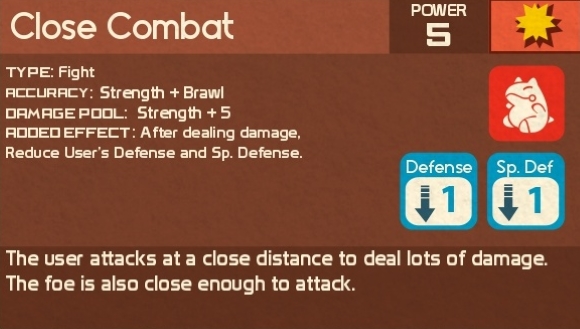 Close Combat
POWER
5
TYPE: Fight
ACCURACY: Strength + Brawl
DAMAGE POOL: Strength + 5
ADDED EFFECT: After dealing damage,
Reduce User's Defense and Sp. Defense.
Defense Sp. Def
1 1
The user attacks at a close distance to deal lots of damage.
The foe is also close enough to attack.